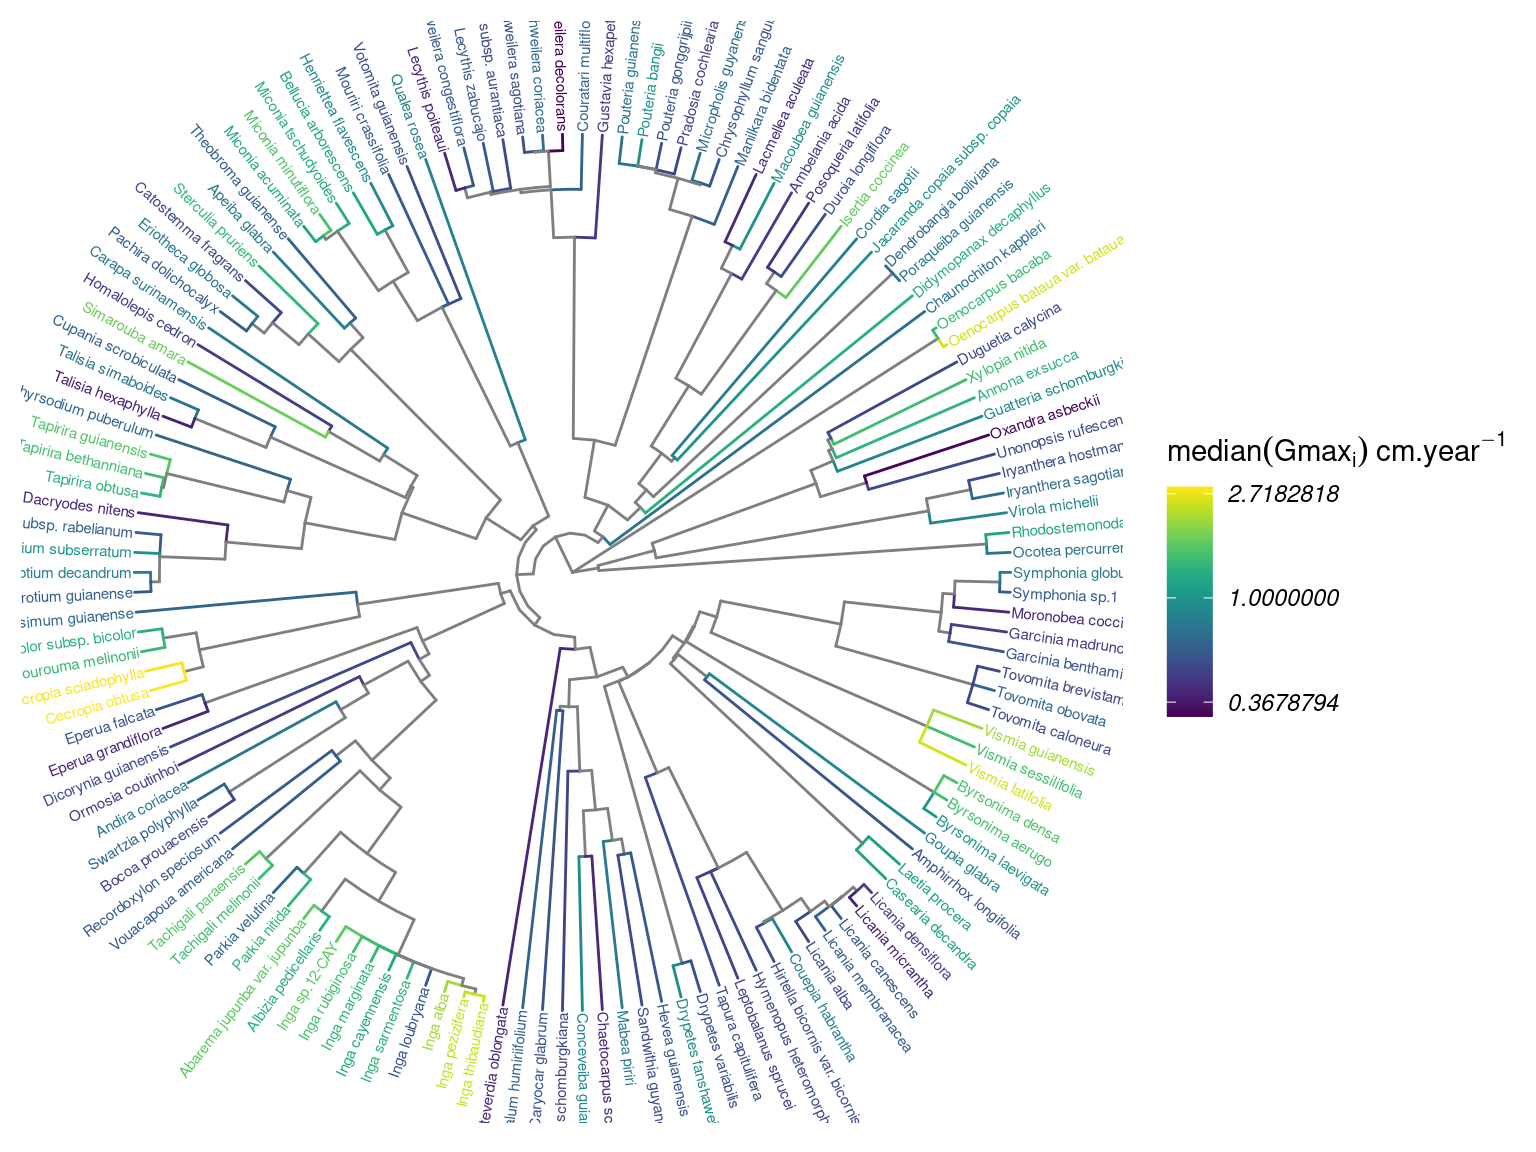 veilera congestiflora
Lecythis zabucajo
subsp. aurantiaca
weilera sagotiana
hweilera coriacea
eilera decolorans
Couratari multiflo
Gustavia hexapet
Pouteria guianens
Pouteria bangii
Pouteria gonggrijpii
Pradosia cochlearia
Micropholis guyanens
Chrysophyllum sangui
Manilkara bidentata
Lacmellea aculeata
Macoubea guianensis
Ambelania acida
Posoqueria latifolia
Duroia longiflora
Isertia coccinea
Cordia sagotii
Jacaranda copaia subsp. copaia
Dendrobangia boliviana
Poraqueiba guianensis
Didymopanax decaphyllus
Chaunochiton kappleri
Oenocarpus bacaba
Oenocarpus bataua var. bataua
Duguetia calycina
Xylopia nitida
Annona exsucca
Guatteria schomburgki
Oxandra asbeckii
Unonopsis rufescen
Iryanthera hostman
Iryanthera sagotian
Virola michelii
Rhodostemonoda
Ocotea percurren
Symphonia globu
Symphonia sp.1
Moronobea cocci
Garcinia madruno
Garcinia benthami
Tovomita brevistam
Tovomita obovata
Tovomita caloneura
Vismia guianensis
Vismia sessilifolia
Vismia latifolia
Byrsonima densa
Byrsonima aerugo
Byrsonima laevigata
Goupia glabra
Amphirrhox longifolia
Laetia procera
Casearia decandra
Licania densiflora
Licania micrantha
Licania canescens
Licania membranacea
Licania alba
Couepia habrantha
Hirtella bicornis var. bicornis
Hymenopus heteromorph
Leptobalanus sprucei
Tapura capitulifera
Drypetes variabilis
Drypetes fanshawei
Hevea guianensis
Sandwithia guyan
Mabea piriri
Chaetocarpus sc
Conceveiba guian
schomburgkiana
Caryocar glabrum
alum humiriifolium
teverdia oblongata
Inga thibaudiana
Inga pezizifera
Inga alba
Inga loubryana
Inga sarmentosa
Inga cayennensis
Inga marginata
Inga rubiginosa
Inga sp. 12-CAY
Albizia pedicellaris
Abarema jupunba var. jupunba
Parkia nitida
Parkia velutina
Tachigali melinonii
Tachigali paraensis
Vouacapoua americana
Recordoxylon speciosum
Bocoa prouacensis
Swartzia polyphylla
Andira coriacea
Ormosia coutinhoi
Dicorynia guianensis
Eperua grandiflora
Eperua falcata
Cecropia obtusa
cropia sciadophylla
ourouma melinonii
olor subsp. bicolor
simum guianense
rotium guianense
otium decandrum
ium subserratum
ubsp. rabelianum
Dacryodes nitens
Tapirira obtusa
Tapirira bethanniana
Tapirira guianensis
hyrsodium puberulum
Talisia hexaphylla
Talisia simaboides
Cupania scrobiculata
Simarouba amara
Homalolepis cedron
Carapa surinamensis
Pachira dolichocalyx
Eriotheca globosa
Catostemma fragrans
Sterculia pruriens
Apeiba glabra
Theobroma guianense
Miconia acuminata
Miconia minutiflora
Miconia tschudyoides
Bellucia arborescens
Henriettea flavescens
Mouriri crassifolia
Votomita guianensis
Qualea rosea
Lecythis poiteaui
median(Gmaxi) cm.year−1
2.7182818
1.0000000
0.3678794